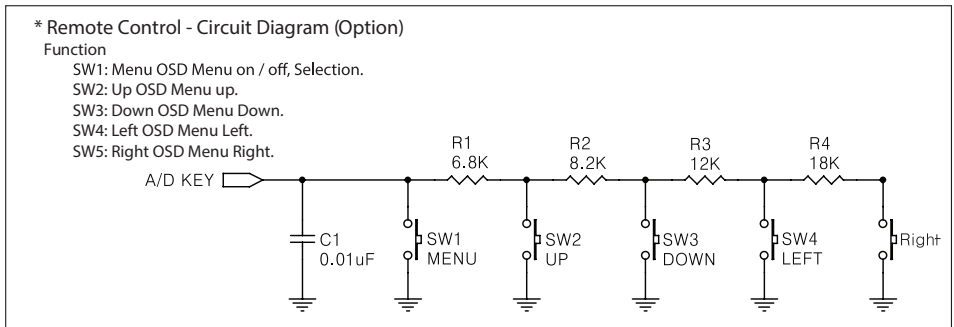 * Remote Control - Circuit Diagram (Option)
Function
SW1: Menu OSD Menu on / off, Selection.
SW2: Up OSD Menu up.
SW3: Down OSD Menu Down.
SW4: Left OSD Menu Left.
SW5: Right OSD Menu Right.
R1
6.8K
R2
8.2K
R3
12K
R4
18K
A/D KEY
C1
0.01uF
SW1
MENU
SW2
UP
SW3
DOWN
SW4
LEFT
Right